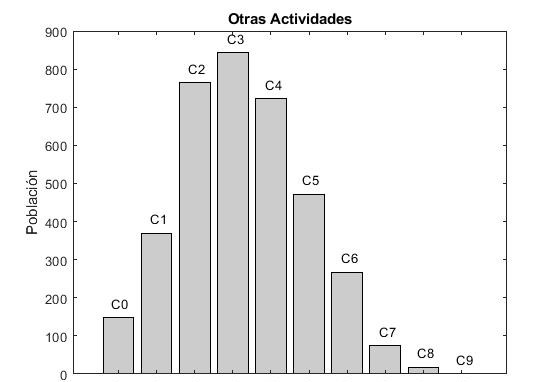 Otras Actividades
900
800
700
600
500
400
300
200
100
0
Población
C0
C1
C2
C3
C4
C5
C6
C7
C8
C9